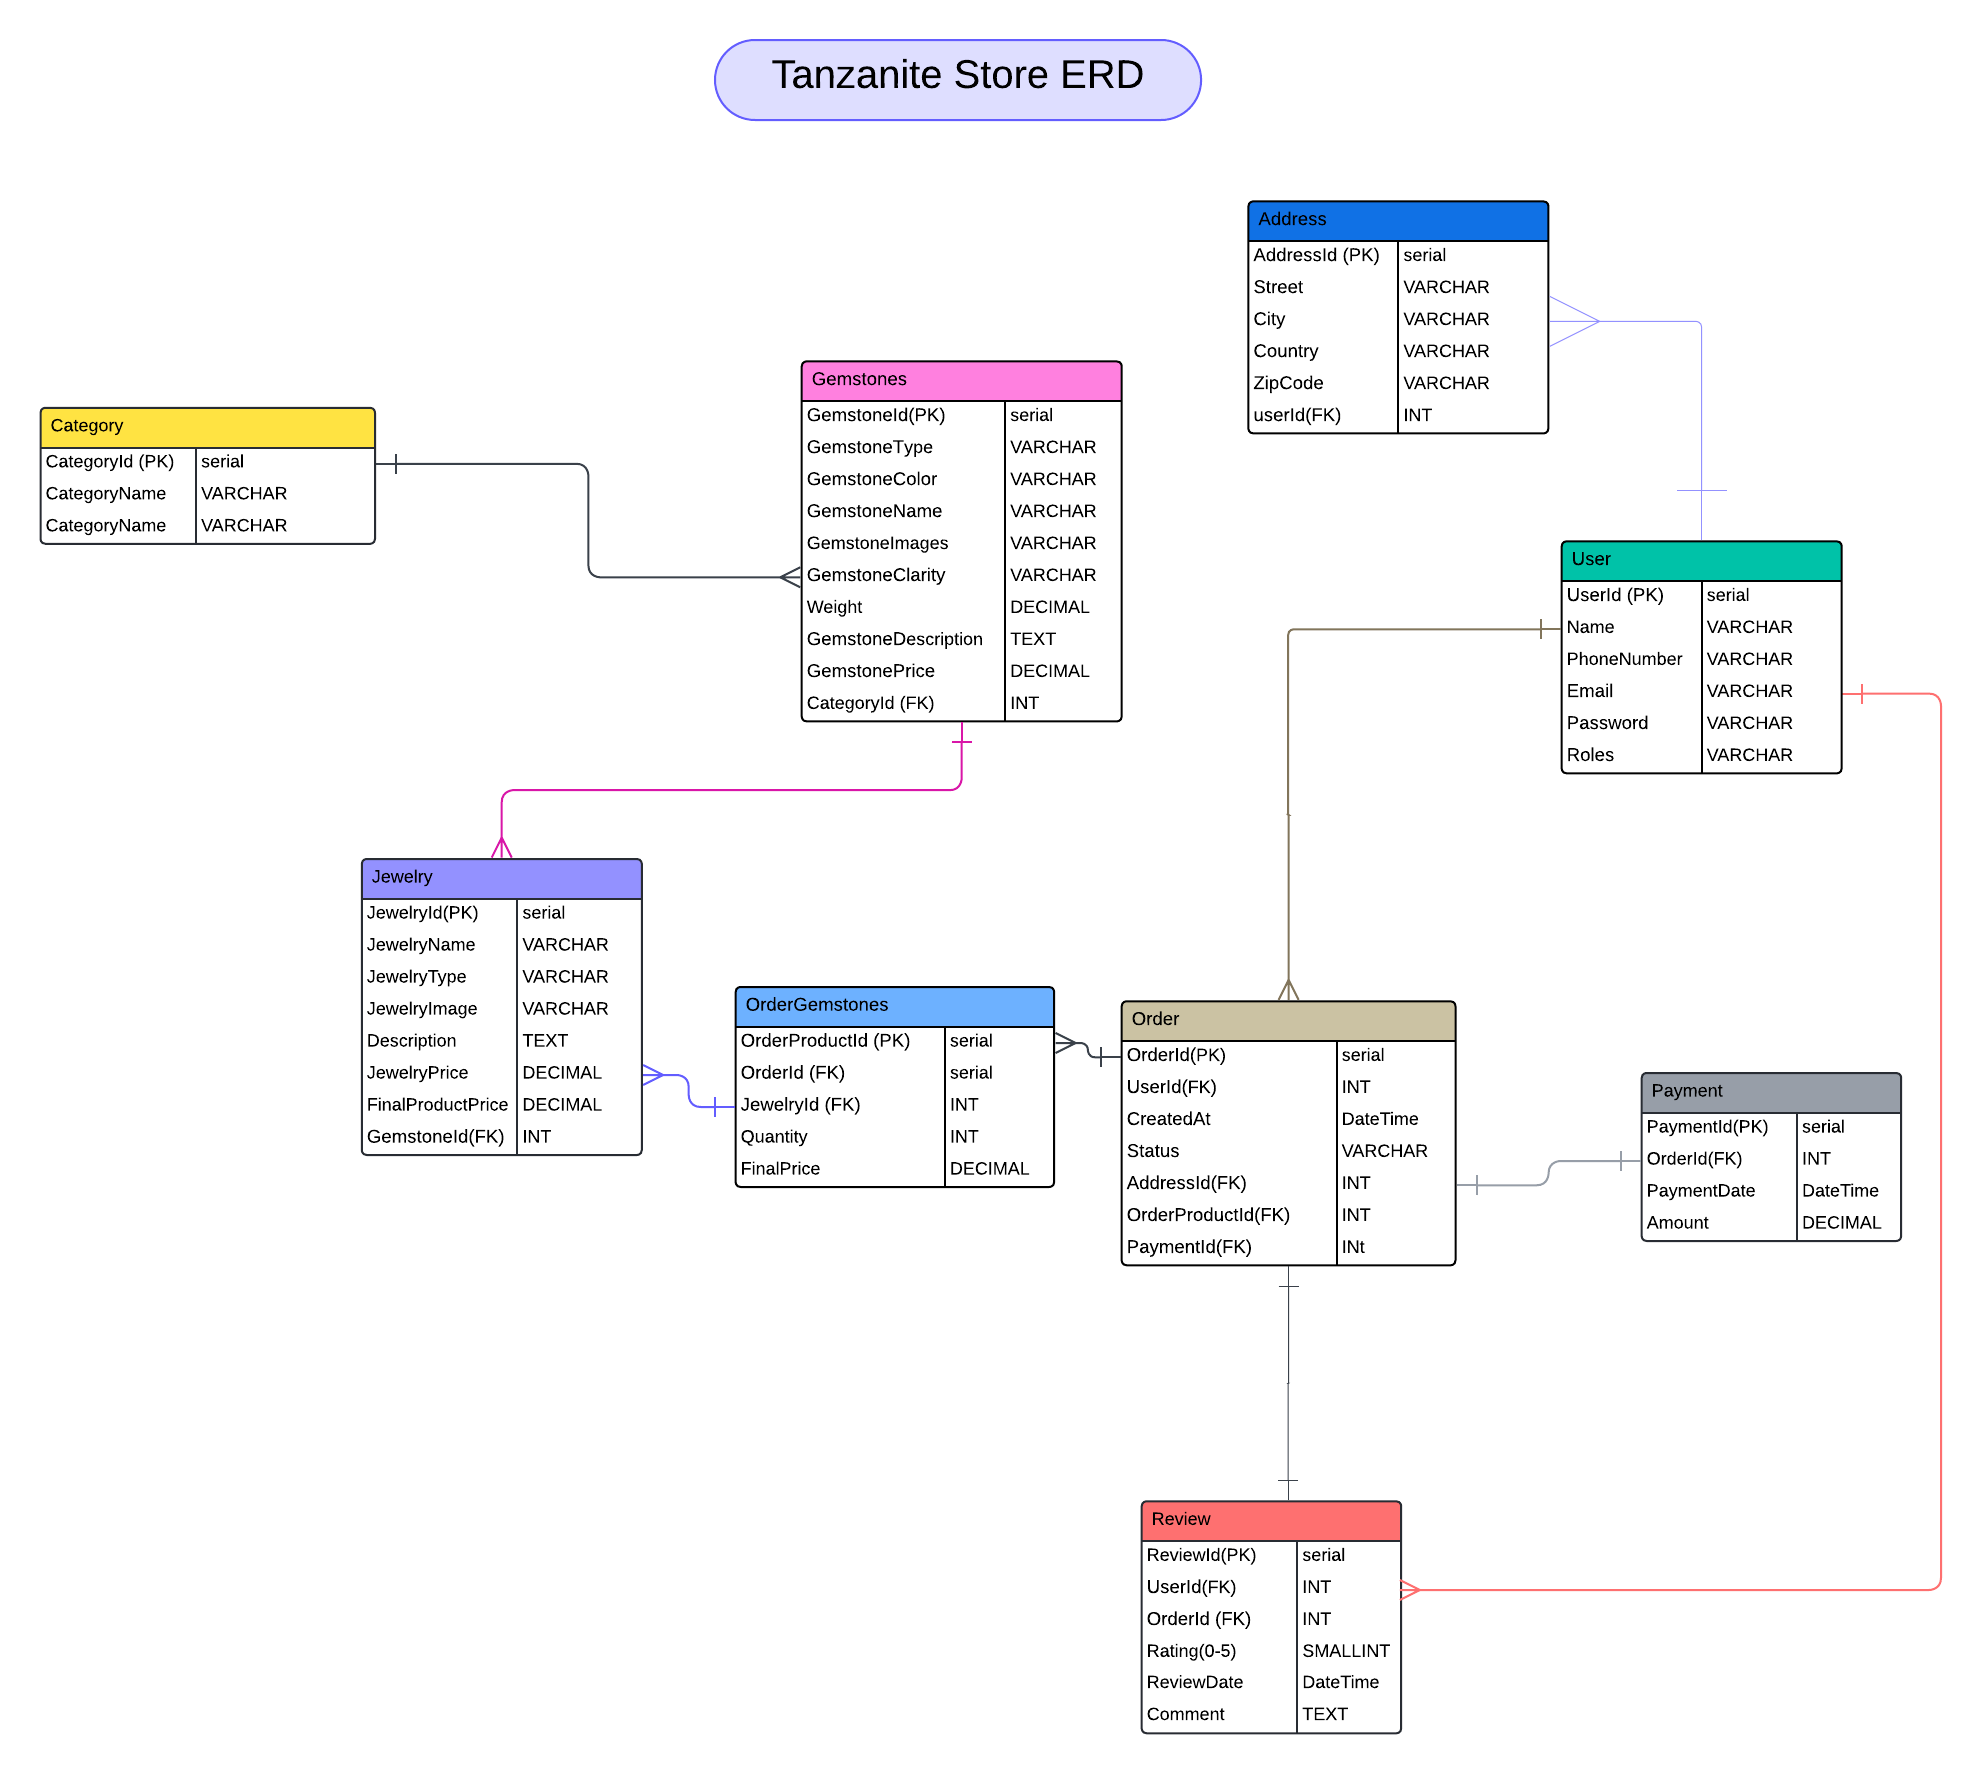 Tanzanite Store ERD
Address
AddressId (PK) serial
Street VARCHAR
City VARCHAR
Country VARCHAR
ZipCode VARCHAR
userId(FK) INT
Gemstones
GemstoneId(PK) serial
GemstoneType VARCHAR
GemstoneColor VARCHAR
GemstoneName VARCHAR
GemstoneImages VARCHAR
GemstoneClarity VARCHAR
Weight DECIMAL
GemstoneDescription TEXT
GemstonePrice DECIMAL
CategoryId (FK) INT
Category
CategoryId (PK) serial
CategoryName VARCHAR
CategoryName VARCHAR
User
UserId (PK) serial
Name VARCHAR
PhoneNumber VARCHAR
Email VARCHAR
Password VARCHAR
Roles VARCHAR
Jewelry
JewelryId(PK) serial
JewelryName VARCHAR
JewelryType VARCHAR
JewelryImage VARCHAR
Description TEXT
JewelryPrice DECIMAL
FinalProductPrice DECIMAL
GemstoneId(FK) INT
OrderGemstones
OrderProductId (PK) serial
OrderId (FK) serial
JewelryId (FK) INT
Quantity INT
FinalPrice DECIMAL
Order
OrderId(PK) serial
UserId(FK) INT
CreatedAt DateTime
Status VARCHAR
AddressId(FK) INT
OrderProductId(FK) INT
PaymentId(FK) INt
Payment
PaymentId(PK) serial
OrderId(FK) INT
PaymentDate DateTime
Amount DECIMAL
Review
ReviewId(PK) serial
UserId(FK) INT
OrderId (FK) INT
Rating(0-5) SMALLINT
ReviewDate DateTime
Comment TEXT